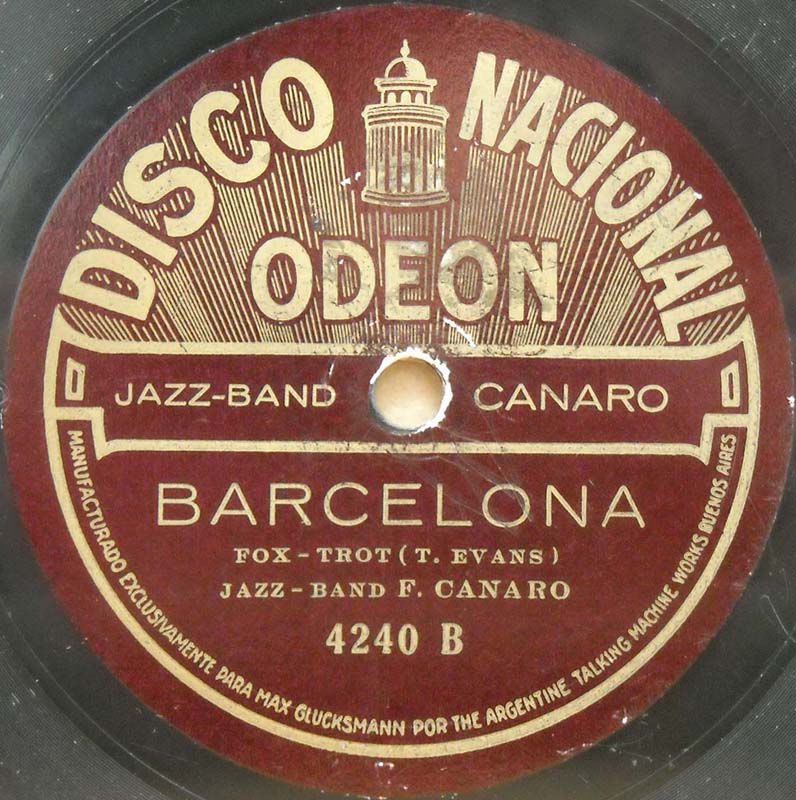 DISCO NACIONAL
ODEON
JAZZ-BAND CANARO
BARCELONA
FOX-TROT (T. EVANS)
JAZZ-BAND F. CANARO
4240 B
MANUFACTURADO EXCLUSIVAMENTE PARA MAX GLUCKSMANN POR THE ARGENTINE TALKING MACHINE WORKS BUENOS AIRES